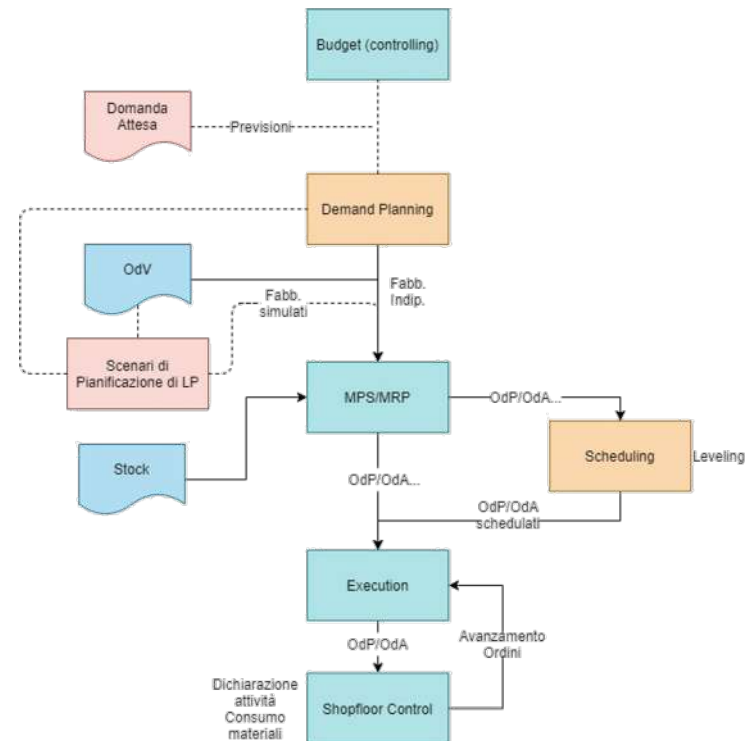 Budget (controlling)
Domanda
Attesa
Previsioni
Demand Planning
OdV
Fabb.
simulati
Fabb.
Indip.
Scenari di
Pianificazione di LP
MPS/MRP
OdP/OdA...
Scheduling
Leveling
Stock
OdP/OdA...
OdP/OdA
schedulati
Execution
OdP/OdA
Avanzamento
Ordini
Dichiarazione
attività
Consumo
materiali
Shopfloor Control